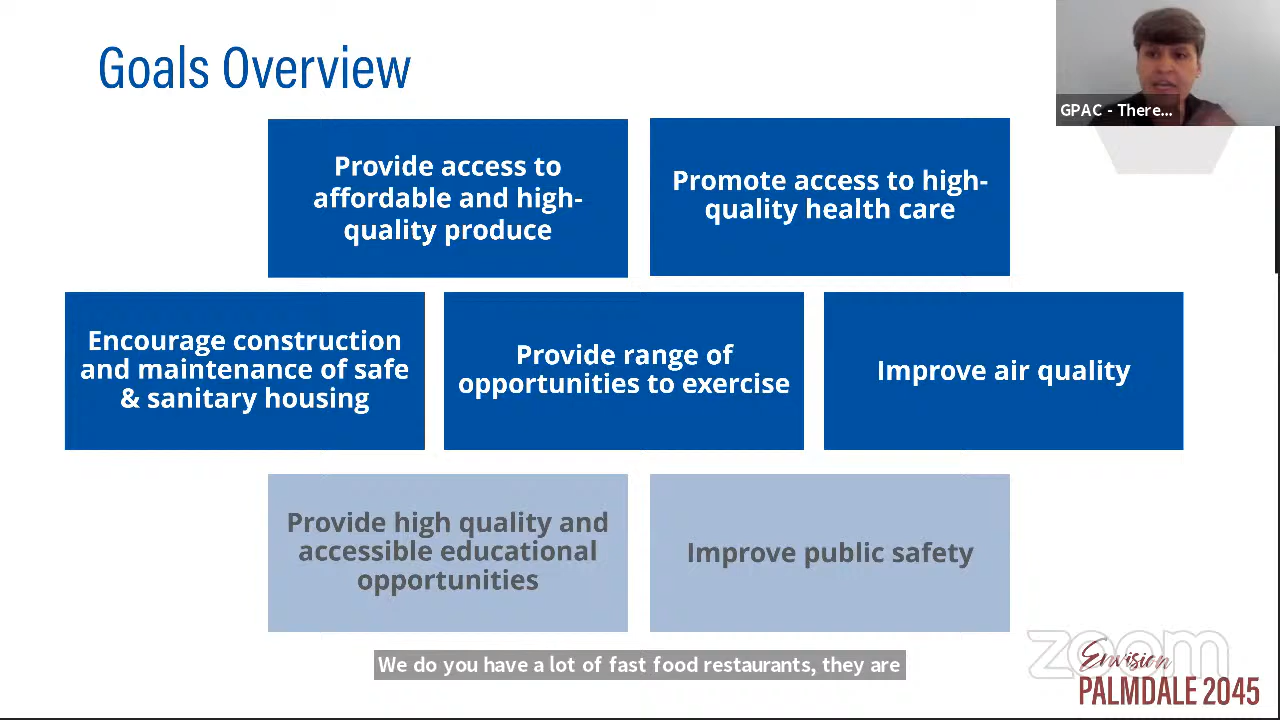 Goals Overview
GPAC - There...
Provide access to
affordable and high-
quality produce
Promote access to high-
quality health care
Encourage construction
and maintenance of safe
& sanitary housing
Provide range of
opportunities to exercise
Improve air quality
Provide high quality and
accessible educational
opportunities
Improve public safety
We do you have a lot of fast food restaurants, they are
zoom
Envision
PALMDALE 2045